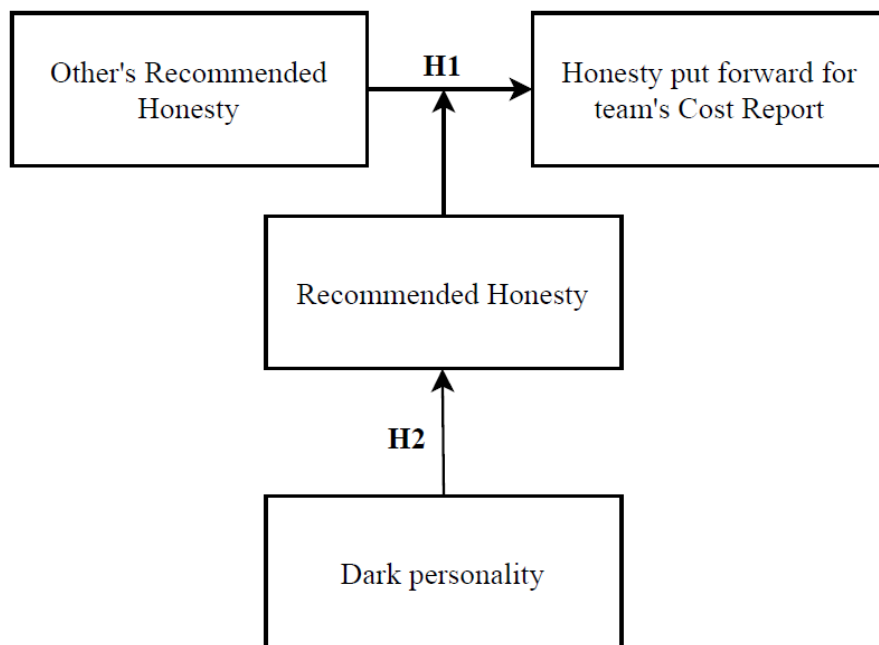 Other's Recommended
Honesty
H1
Honesty put forward for
team's Cost Report
Recommended Honesty
H2
Dark personality